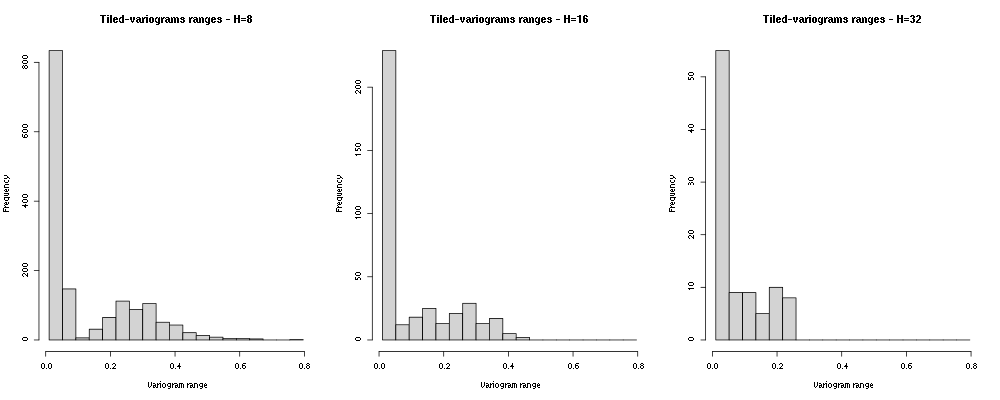 Tiled-variograms ranges - H=8
Frequency
0
200
400
600
800
0.0 0.2 0.4 0.6 0.8
Variogram range
Tiled-variograms ranges - H=16
Frequency
0
50
100
150
200
0.0 0.2 0.4 0.6 0.8
Variogram range
Tiled-variograms ranges - H=32
Frequency
0
10
20
30
40
50
0.0 0.2 0.4 0.6 0.8
Variogram range